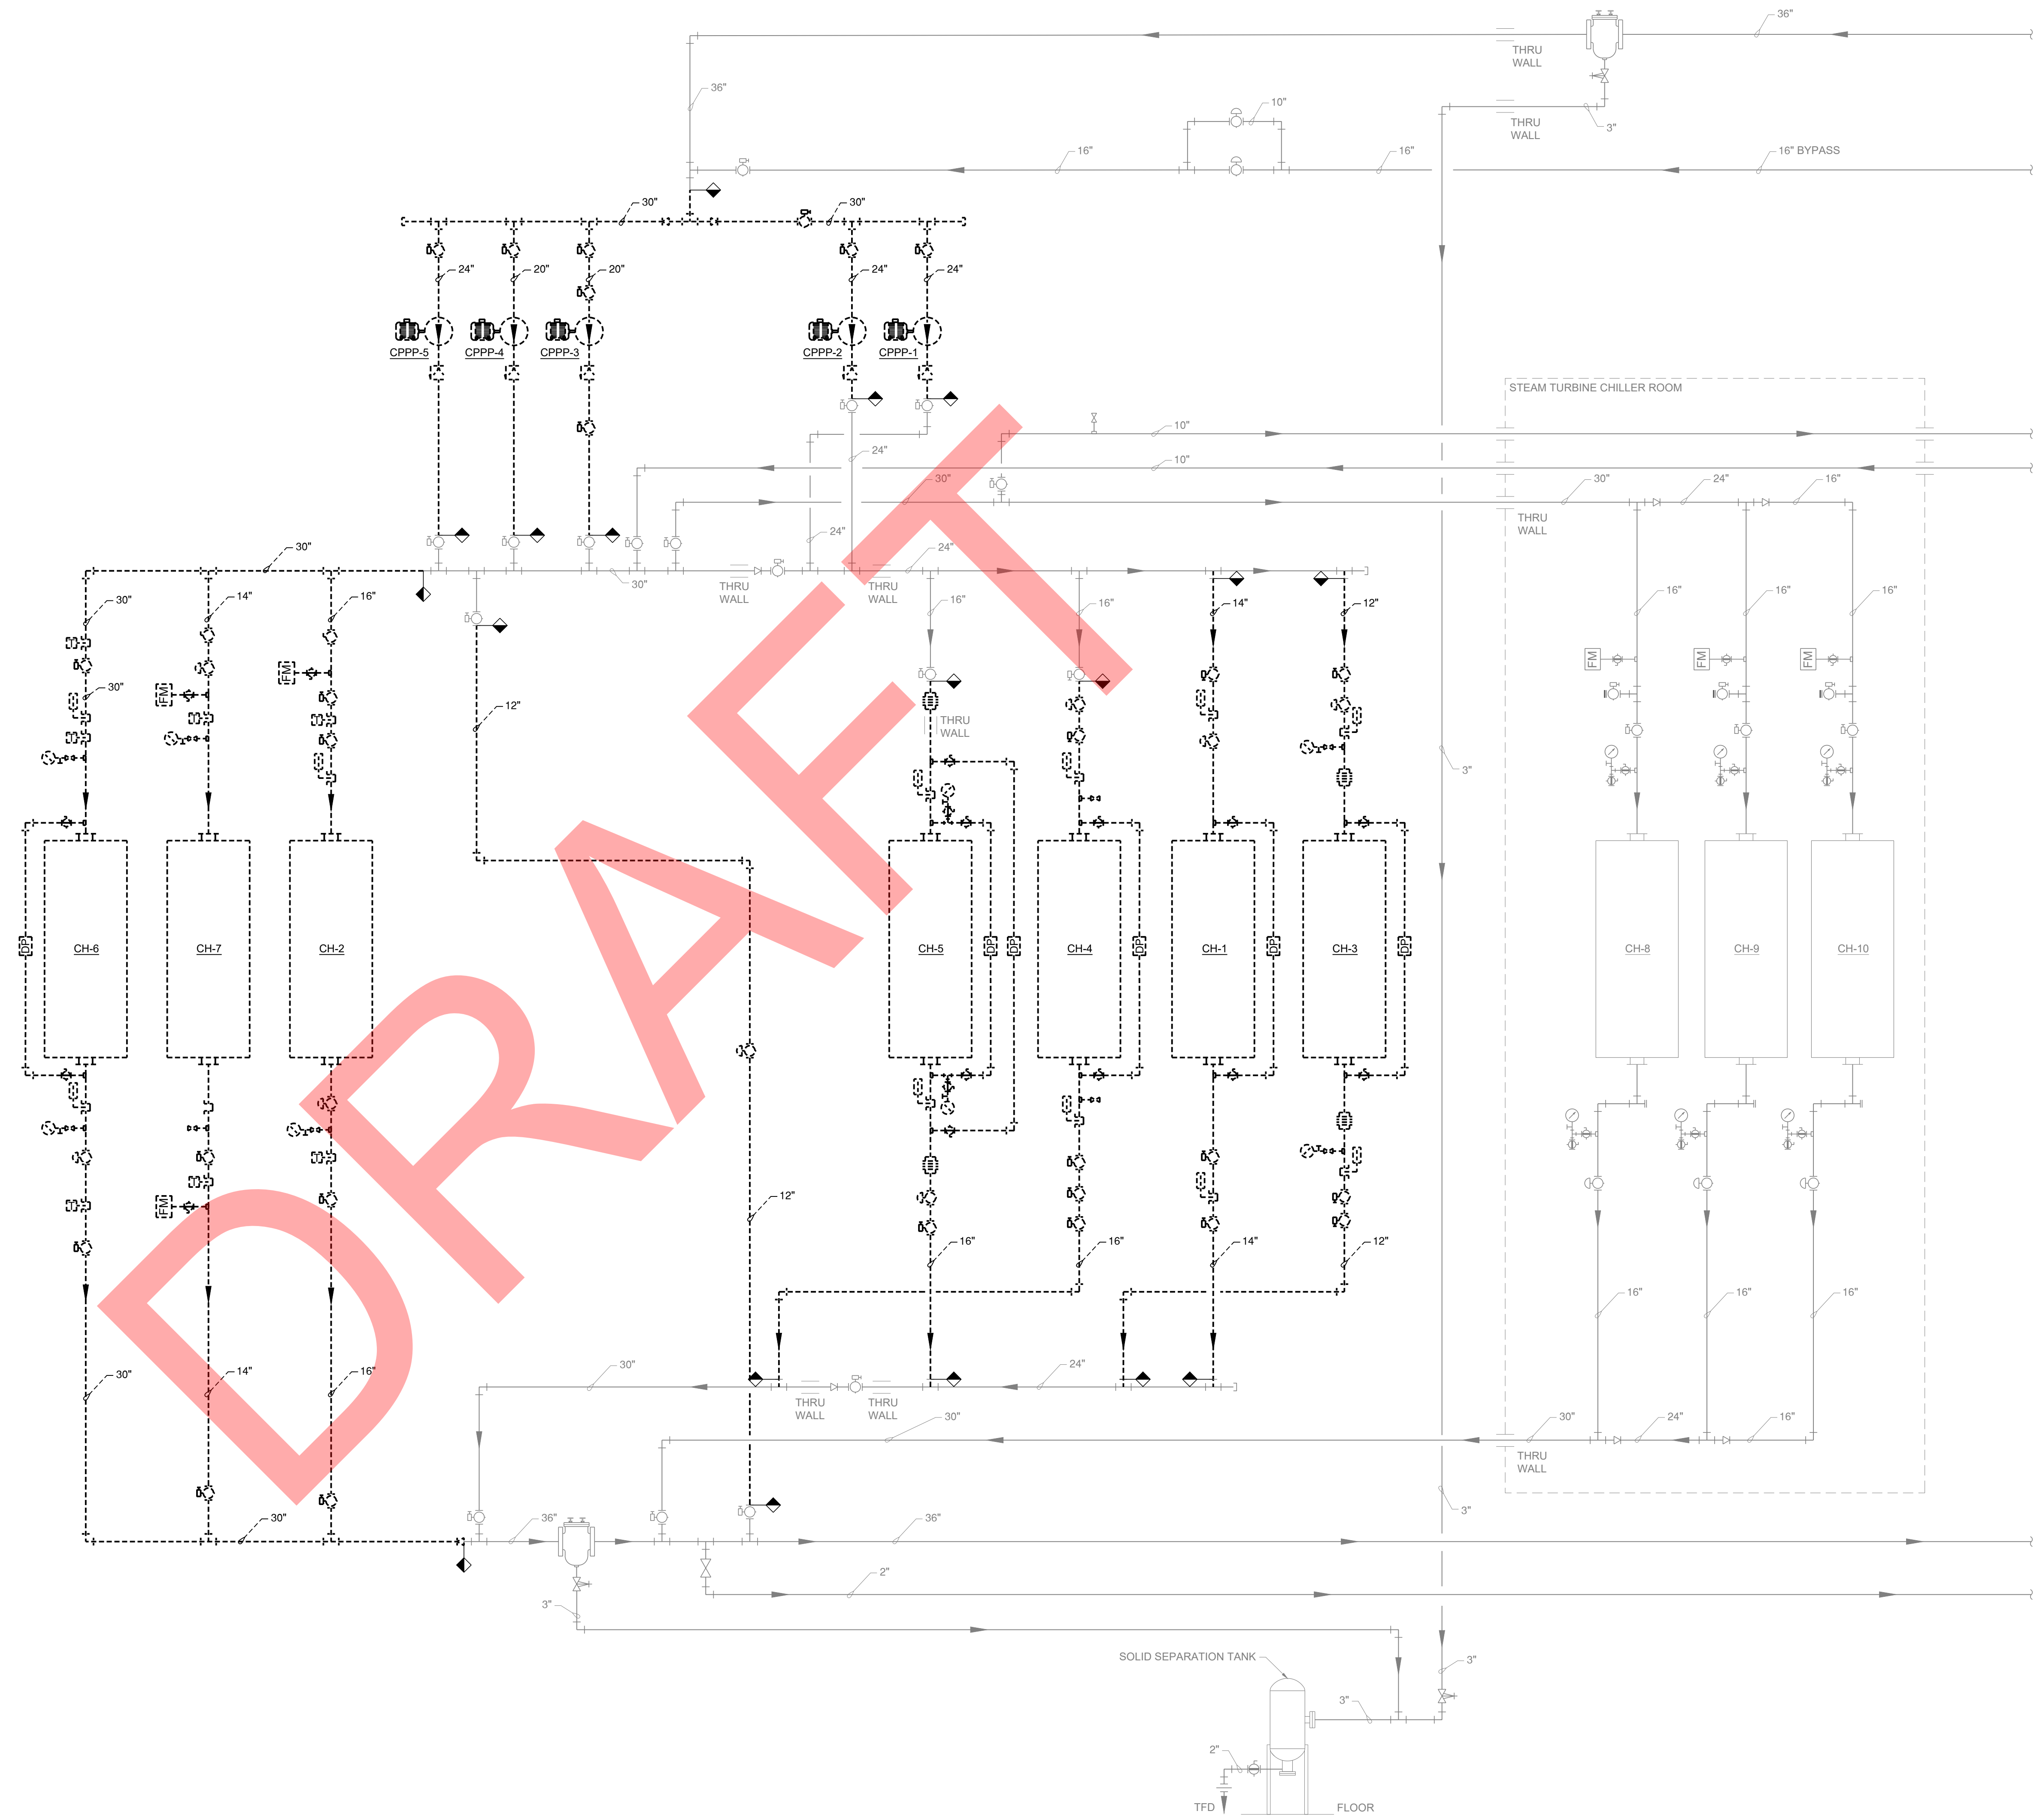 36"
THRU
WALL
36"
3"
THRU
WALL
10"
16"
16"
16" BYPASS
30"
30"
24"
20"
20"
24"
24"
CPPP-5
CPPP-4
CPPP-3
CPPP-2
CPPP-1
STEAM TURBINE CHILLER ROOM
10"
24"
10"
30"
30"
24"
16"
THRU
WALL
24"
30"
24"
30"
THRU
WALL
THRU
WALL
30"
14"
16"
16"
16"
14"
12"
16"
16"
16"
FM
FM
FM
FM
FM
30"
12"
THRU
WALL
3"
DP
CH-6
CH-7
CH-2
CH-5
DP
DP
CH-4
DP
CH-1
DP
CH-3
DP
CH-8
CH-9
CH-10
FM
12"
16"
16"
14"
12"
16"
16"
16"
30"
14"
16"
30"
24"
THRU
WALL
THRU
WALL
30"
30"
24"
16"
THRU
WALL
3"
30"
36"
36"
2"
3"
SOLID SEPARATION TANK
3"
3"
2"
TFD
FLOOR
DRAFT